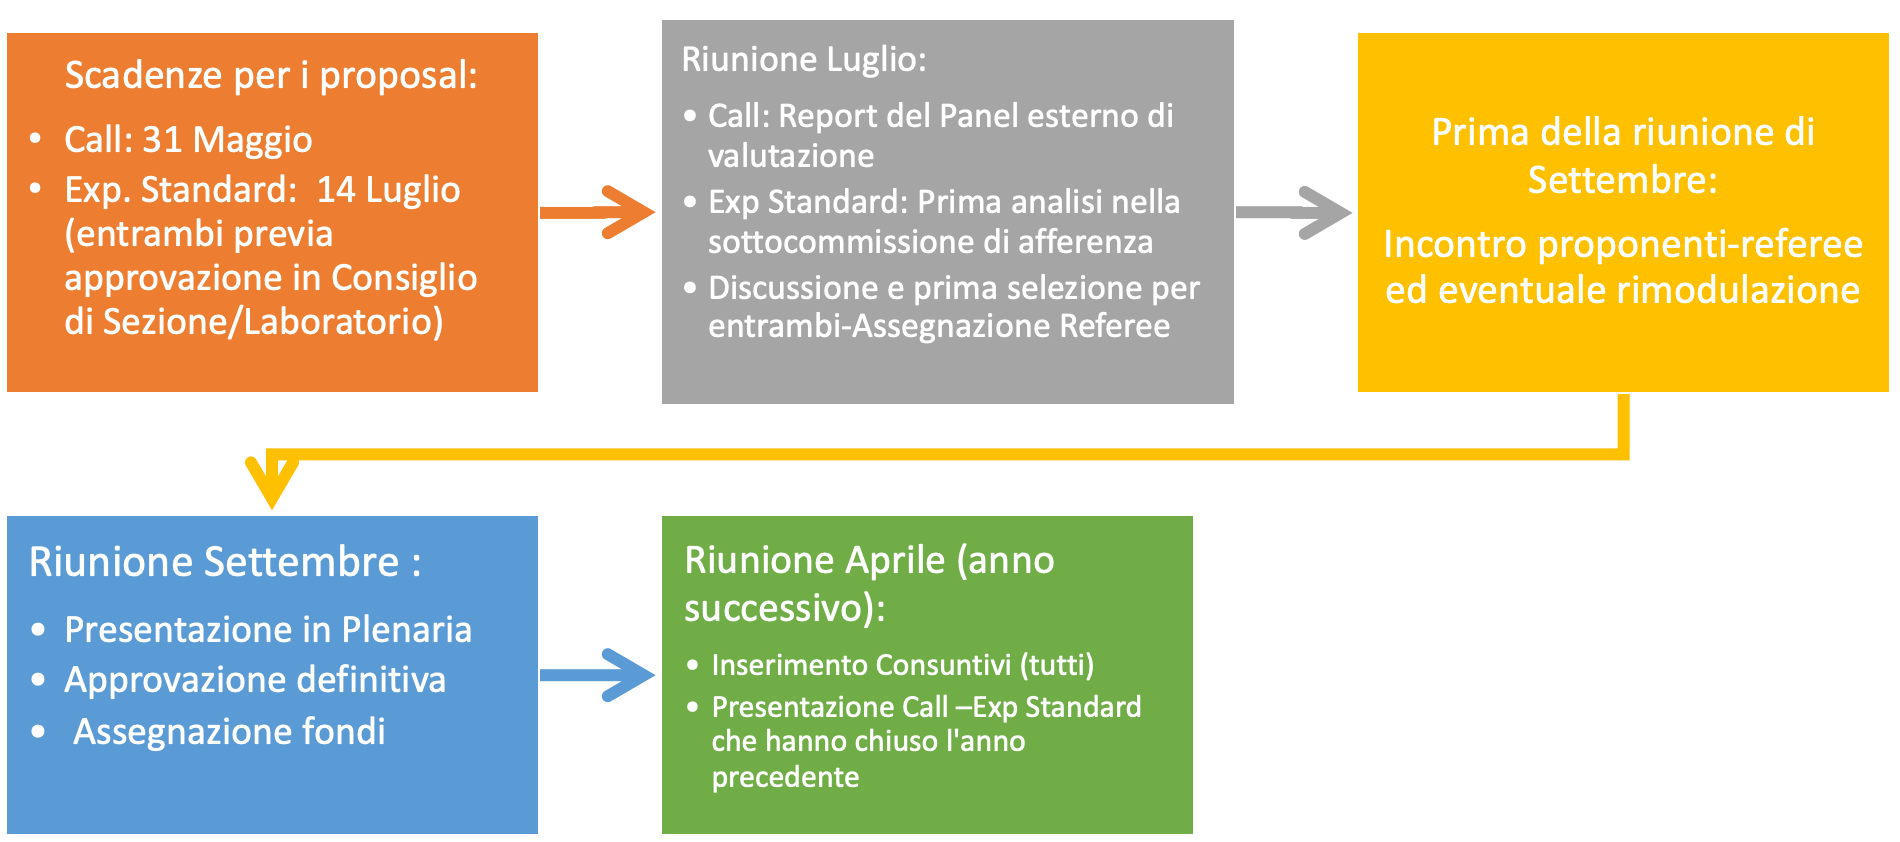 Scadenze per i proposal:
• Call: 31 Maggio
• Exp. Standard:  14 Luglio
(entrambi previa
approvazione in Consiglio
di Sezione/Laboratorio)
Riunione Luglio:
• Call: Report del Panel esterno di
valutazione
• Exp Standard: Prima analisi nella
sottocommissione di afferenza
• Discussione e prima selezione per
entrambi-Assegnazione Referee
Prima della riunione di
Settembre:
Incontro proponenti-referee
ed eventuale rimodulazione
Riunione Settembre :
• Presentazione in Plenaria
• Approvazione definitiva
• Assegnazione fondi
Riunione Aprile (anno
successivo):
• Inserimento Consuntivi (tutti)
• Presentazione Call –Exp Standard
che hanno chiuso l'anno
precedente